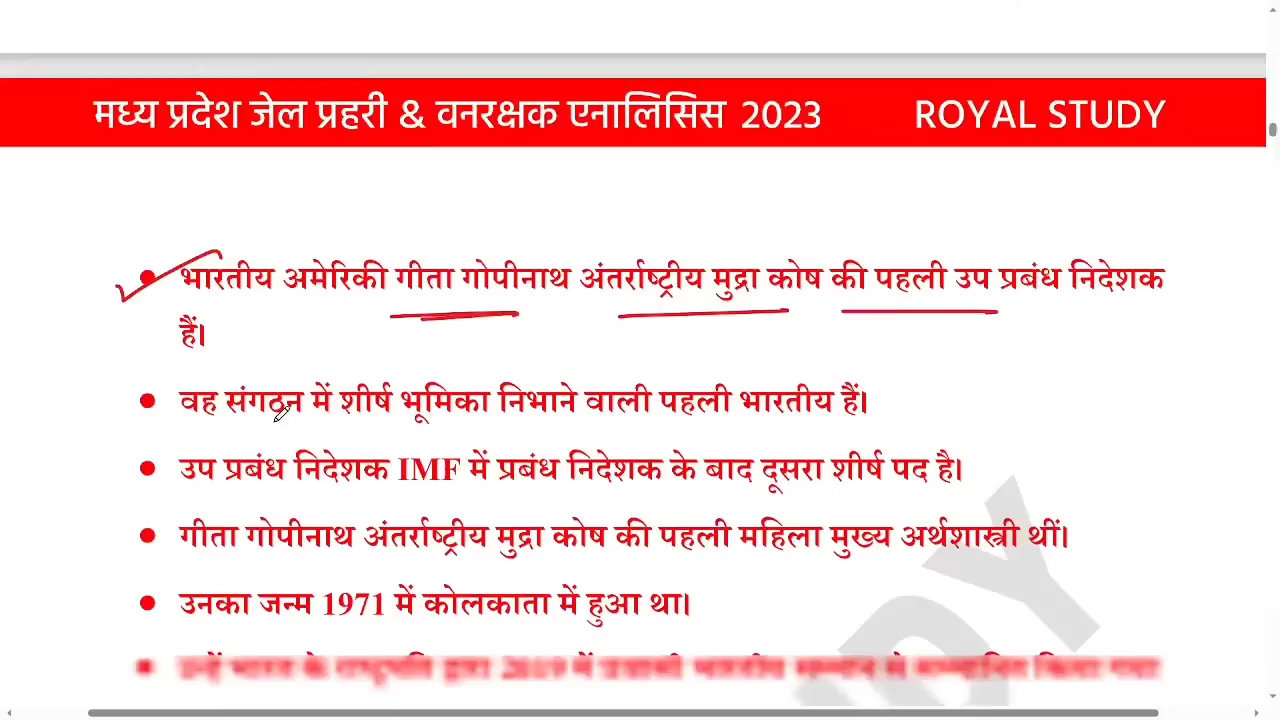 मध्य प्रदेश जेल प्रहरी & वनरक्षक एनालिसिस 2023 ROYAL STUDY
• भारतीय अमेरिकी गीता गोपीनाथ अंतर्राष्ट्रीय मुद्रा कोष की पहली उप प्रबंध निदेशक
हैं।
• वह संगठन में शीर्ष भूमिका निभाने वाली पहली भारतीय हैं।
• उप प्रबंध निदेशक IMF में प्रबंध निदेशक के बाद दूसरा शीर्ष पद है।
• गीता गोपीनाथ अंतर्राष्ट्रीय मुद्रा कोष की पहली महिला मुख्य अर्थशास्त्री थीं।
• उनका जन्म 1971 में कोलकाता में हुआ था।